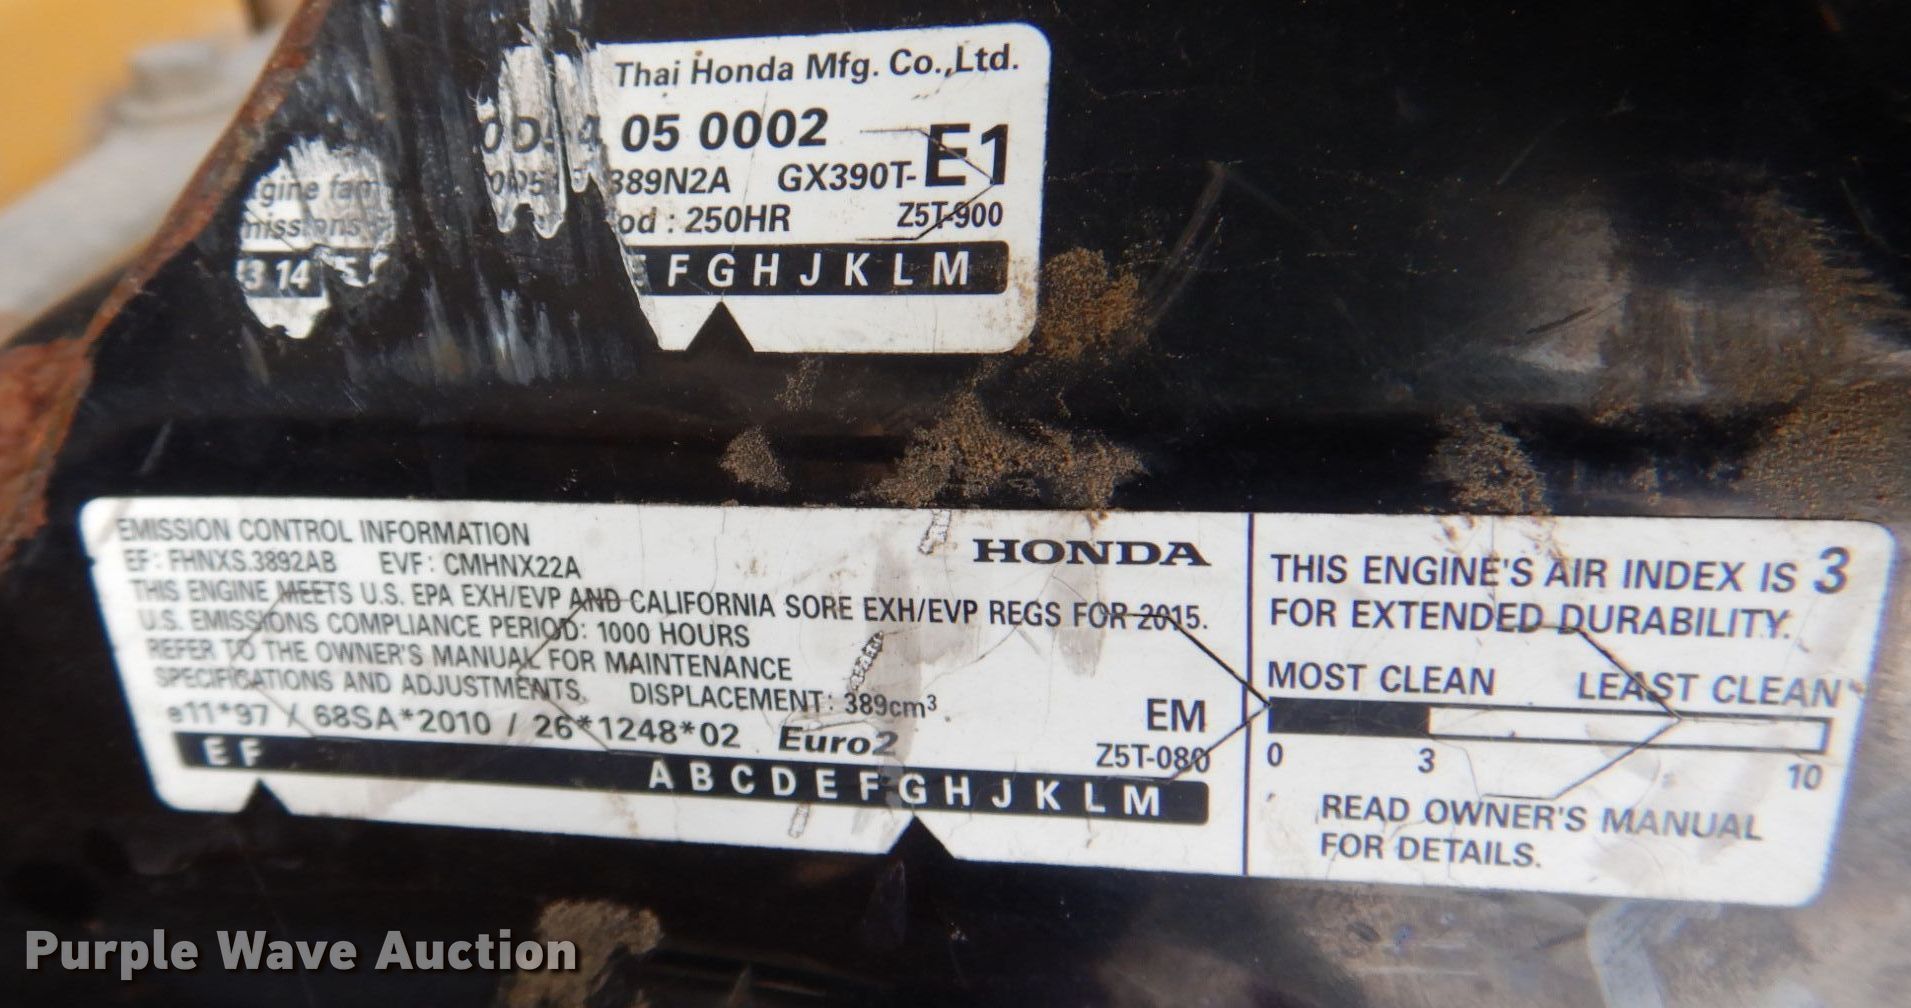 Thai Honda Mfg. Co.,Ltd.
05 0002
E1
gine fam
389N2A GX390T-
missions
od : 250HR Z5T-900
3 14
F G H J K L M
EMISSION CONTROL INFORMATION
EF: FHNXS.3892AB EVF: CMHNX22A
HONDA
THIS ENGINE MEETS U.S. EPA EXH/EVP AND CALIFORNIA SORE EXH/EVP REGS FOR 2015.
U.S. EMISSIONS COMPLIANCE PERIOD: 1000 HOURS
REFER TO THE OWNER'S MANUAL FOR MAINTENANCE
SPECIFICATIONS AND ADJUSTMENTS. DISPLACEMENT: 389cm³.
EM
e11*97 / 68SA*2010 / 26*1248*02 Euro2
Z5T-080
E F A B C D E F G H J K L M
THIS ENGINE'S AIR INDEX IS 3
FOR EXTENDED DURABILITY.
MOST CLEAN LEAST CLEAN
0 3 10
READ OWNER'S MANUAL
FOR DETAILS.
Purple Wave Auction